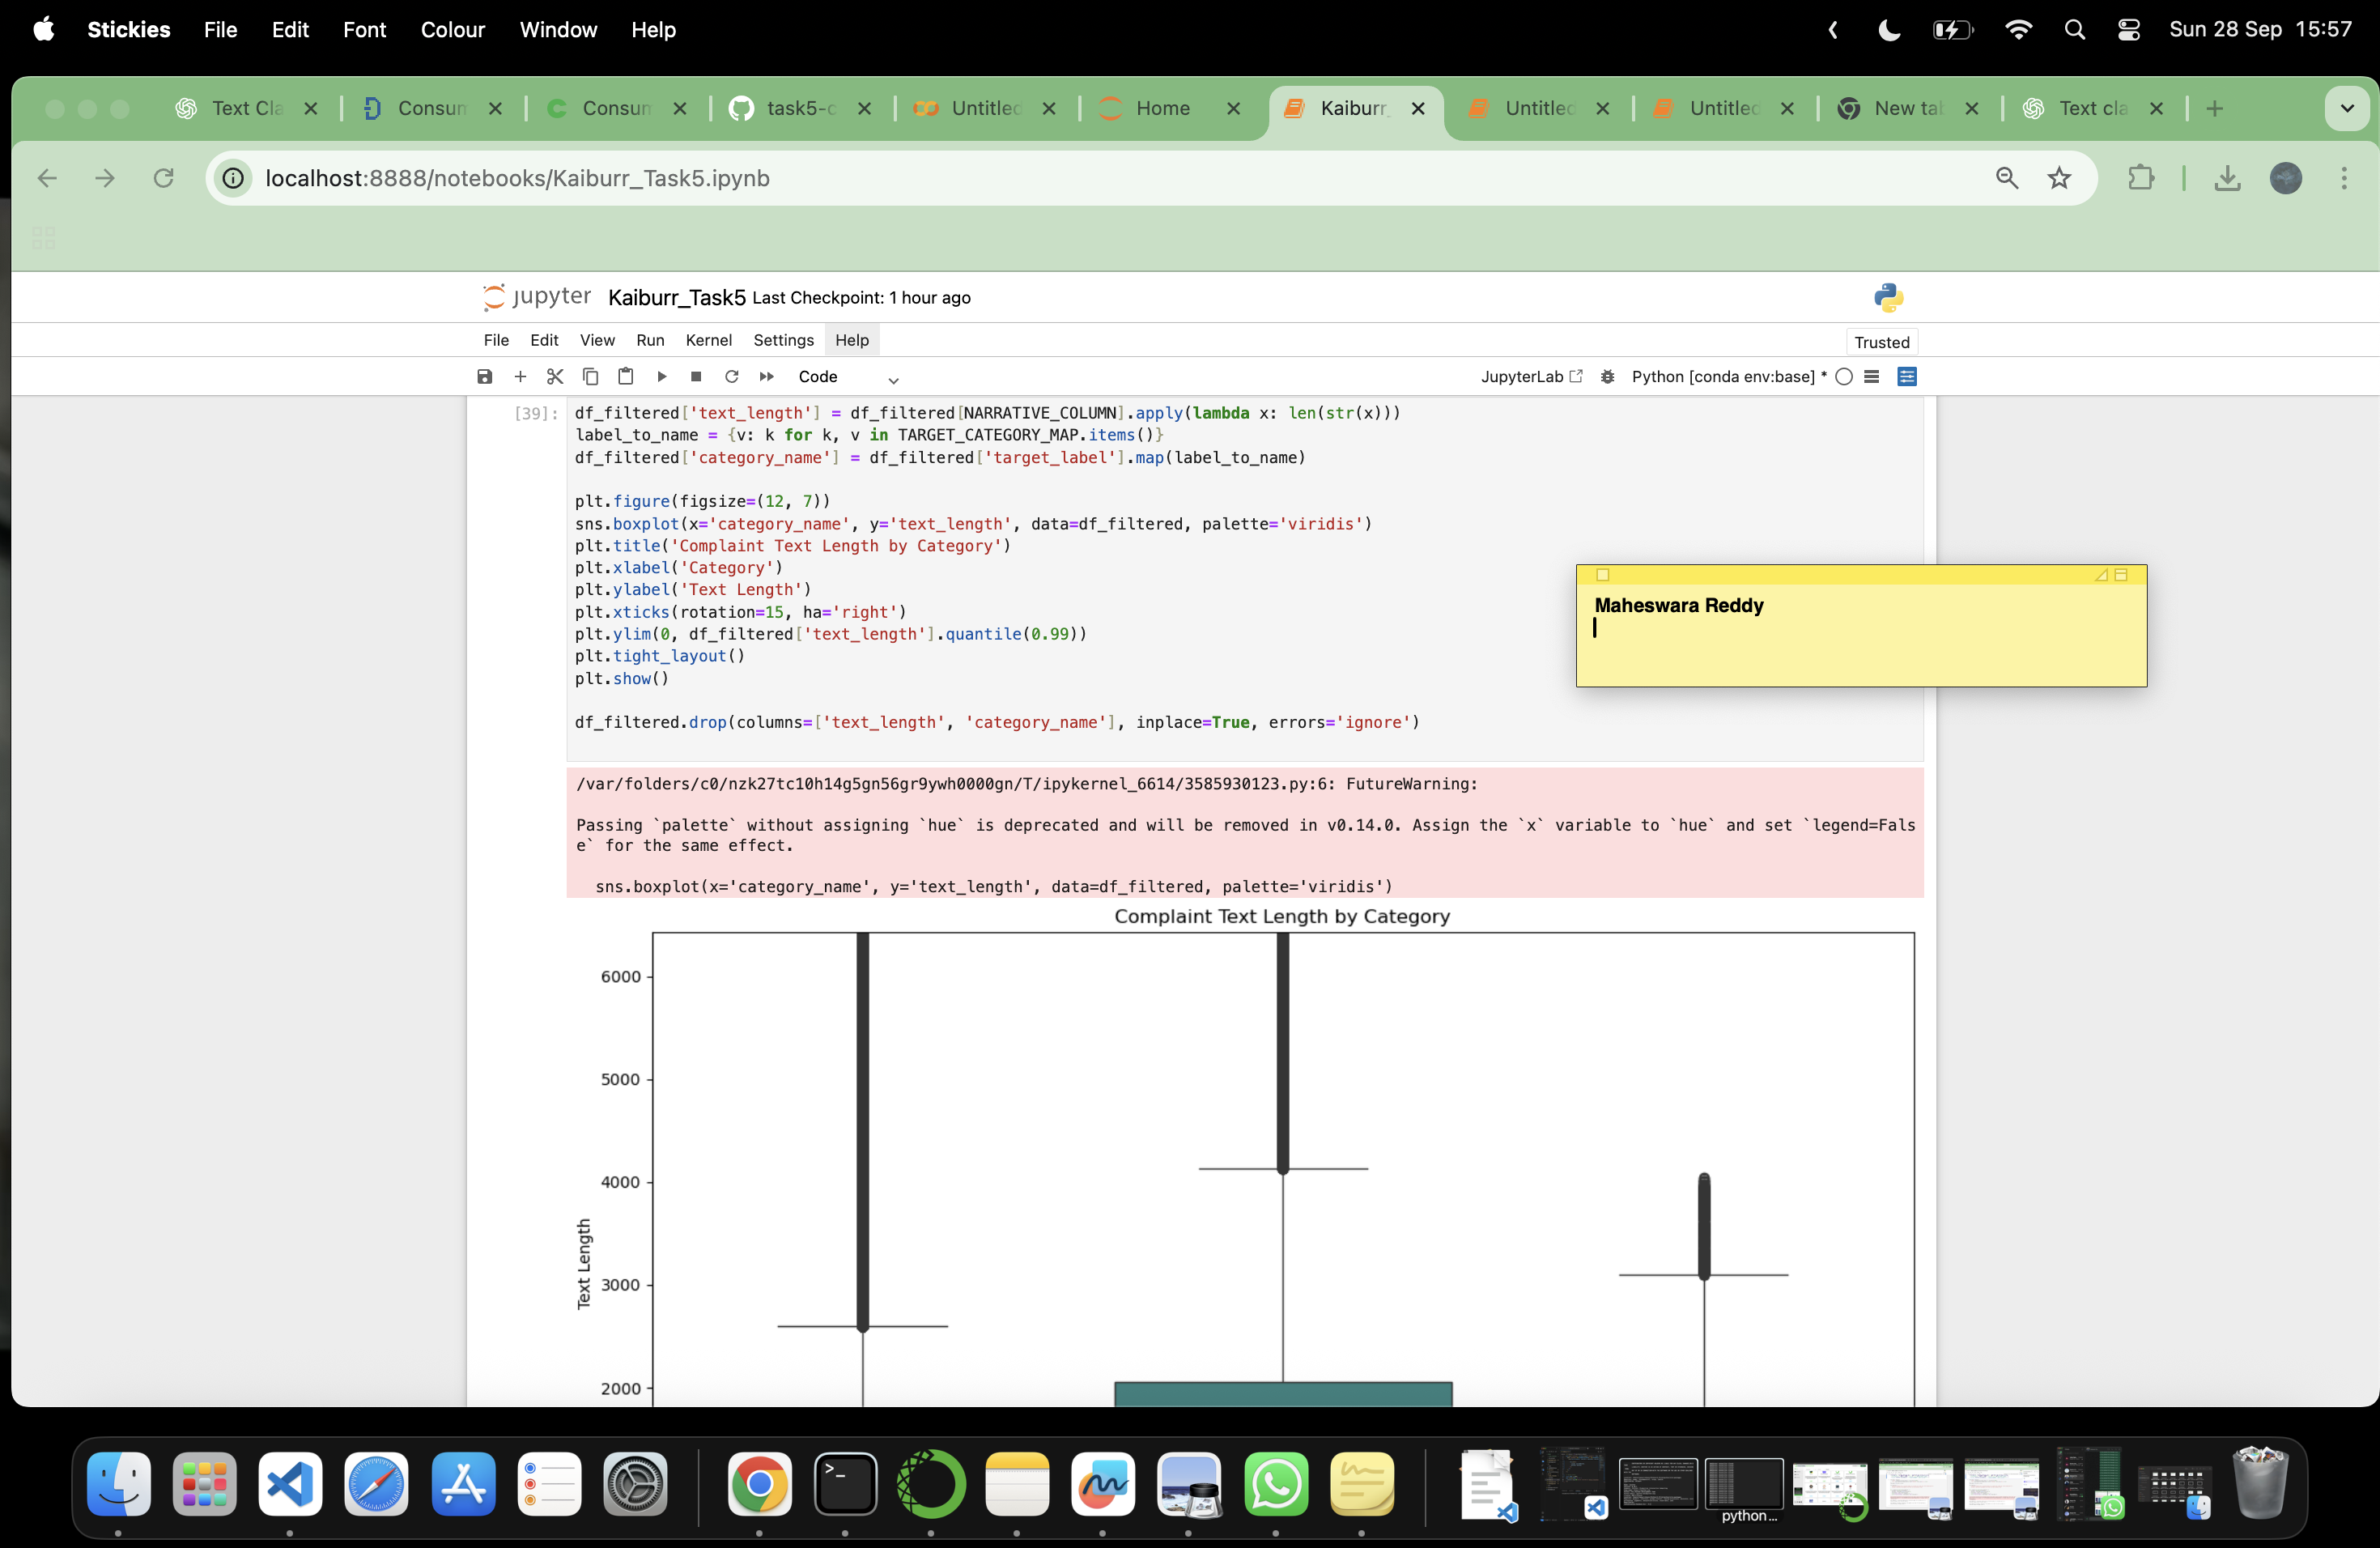 Stickies File Edit Font Colour Window Help Sun 28 Sep 15:57
Text Cla Consum Consum task5-c Untitled Home Kaiburr_ Untitled Untitled New tab Text cla
localhost:8888/notebooks/Kaiburr_Task5.ipynb
jupyter Kaiburr_Task5 Last Checkpoint: 1 hour ago
File Edit View Run Kernel Settings Help Trusted
Code JupyterLab Python [conda env:base] *
[39]: df_filtered['text_length'] = df_filtered[NARRATIVE_COLUMN].apply(lambda x: len(str(x)))
label_to_name = {v: k for k, v in TARGET_CATEGORY_MAP.items()}
df_filtered['category_name'] = df_filtered['target_label'].map(label_to_name)
plt.figure(figsize=(12, 7))
sns.boxplot(x='category_name', y='text_length', data=df_filtered, palette='viridis')
plt.title('Complaint Text Length by Category')
plt.xlabel('Category')
plt.ylabel('Text Length')
plt.xticks(rotation=15, ha='right')
plt.ylim(0, df_filtered['text_length'].quantile(0.99))
plt.tight_layout()
plt.show()
df_filtered.drop(columns=['text_length', 'category_name'], inplace=True, errors='ignore')
Maheswara Reddy
/var/folders/c0/nzk27tc10h14g5gn56gr9ywh0000gn/T/ipykernel_6614/3585930123.py:6: FutureWarning:
Passing `palette` without assigning `hue` is deprecated and will be removed in v0.14.0. Assign the `x` variable to `hue` and set `legend=Fals
e` for the same effect.
sns.boxplot(x='category_name', y='text_length', data=df_filtered, palette='viridis')
Complaint Text Length by Category
6000
5000
4000
3000
2000
Text Length
python...